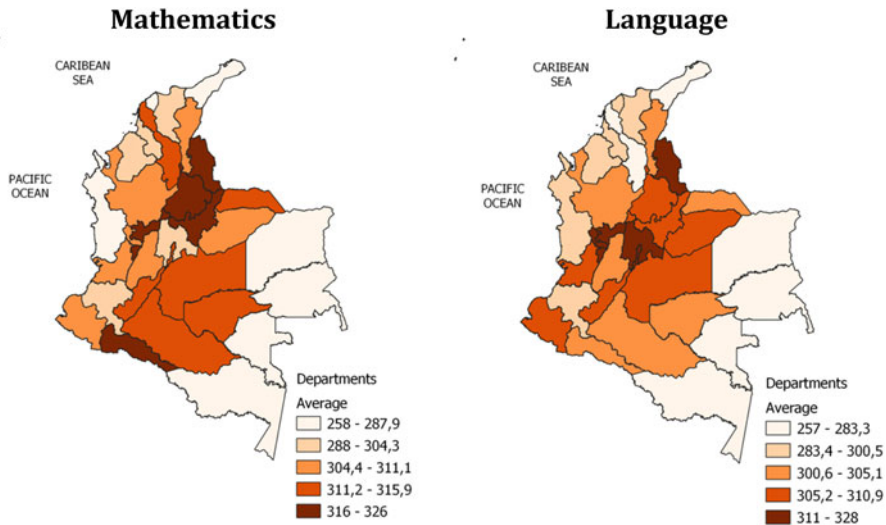 Mathematics
CARIBEAN
SEA
PACIFIC
OCEAN
Departments
Average
258 - 287,9
288 - 304,3
304,4 - 311,1
311,2 - 315,9
316 - 326
Language
CARIBEAN
SEA
PACIFIC
OCEAN
Departments
Average
257 - 283,3
283,4 - 300,5
300,6 - 305,1
305,2 - 310,9
311 - 328